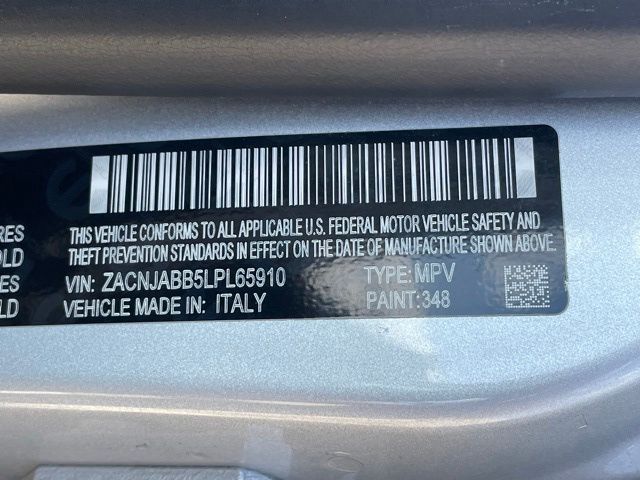 THIS VEHICLE CONFORMS TO ALL APPLICABLE U.S. FEDERAL MOTOR VEHICLE SAFETY AND
THEFT PREVENTION STANDARDS IN EFFECT ON THE DATE OF MANUFACTURE SHOWN ABOVE.
VIN: ZACNJABB5LPL65910 TYPE: MPV
VEHICLE MADE IN: ITALY PAINT:348